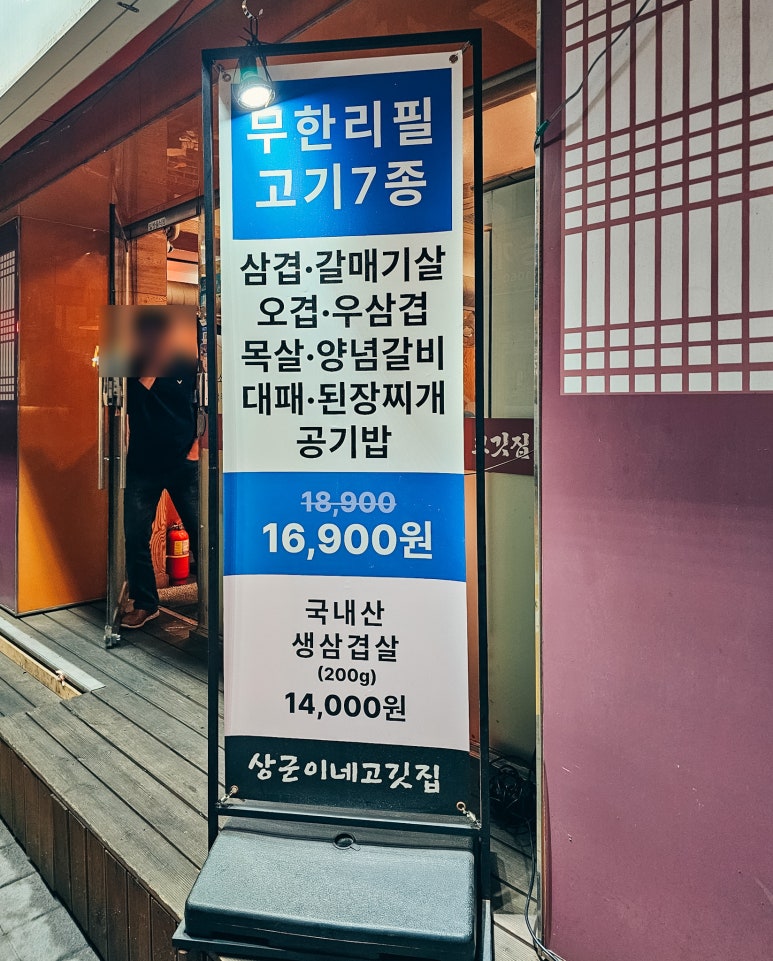 무한리필
고기7종
삼겹·갈매기살
오겹·우삼겹
목살·양념갈비
대패·된장찌개
공기밥
18,900
16,900원
국내산
생삼겹살
(200g)
14,000원
상군이네고깃집
고깃집